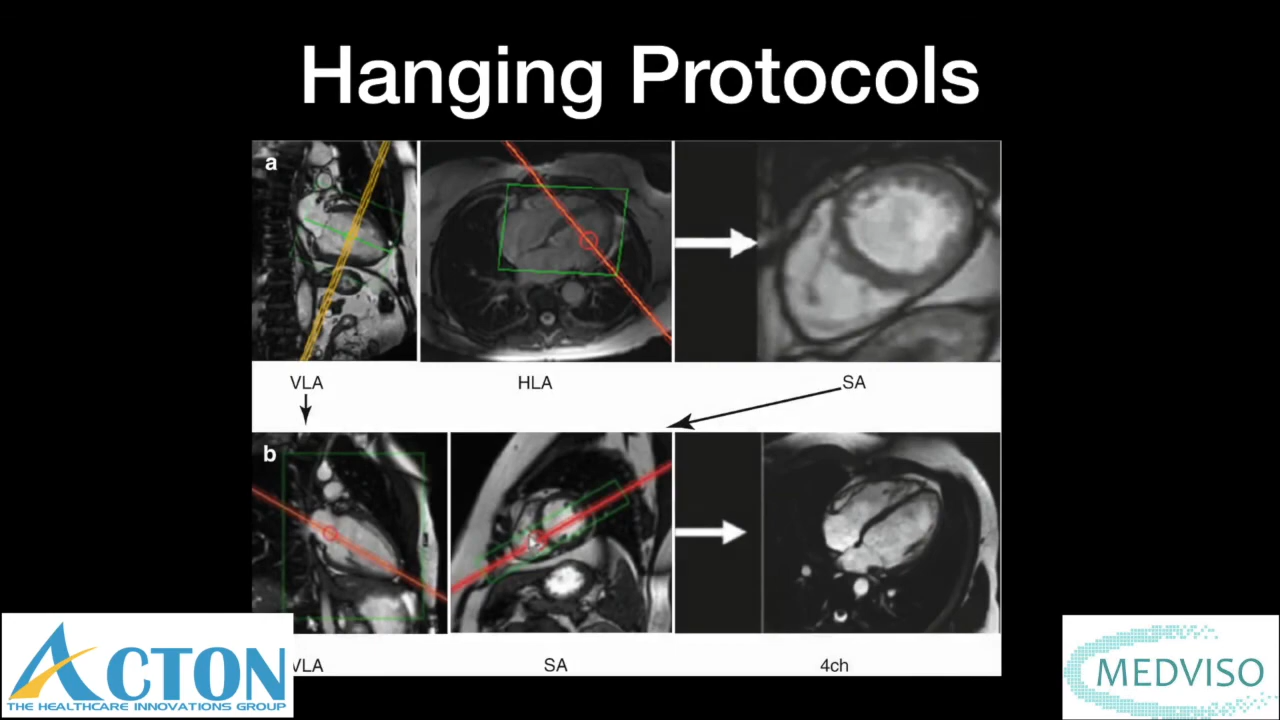 Hanging Protocols
a
VLA
HLA
SA
b
VLA
SA
4ch
ACTON
THE HEALTHCARE INNOVATIONS GROUP
MEDVISO